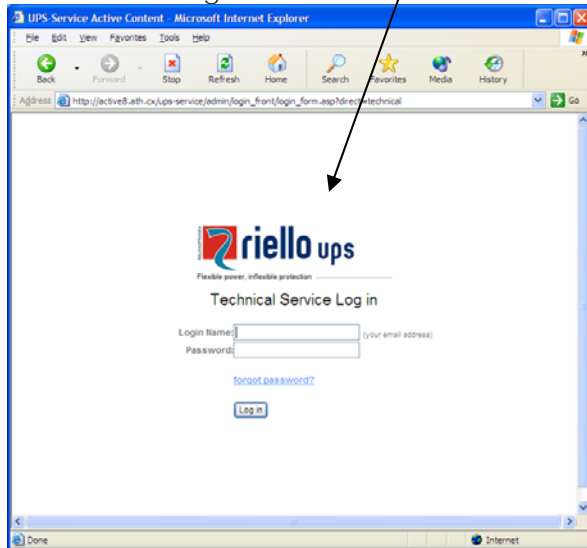 UPS-Service Active Content - Microsoft Internet Explorer
File Edit View Favorites Tools Help
Back Forward Stop Refresh Home Search Favorites Media History
Address http://active8.ath.cx/ups-service/admin/login_front/login_form.asp?direct=technical Go
riello ups
Flexible power, inflexible protection
Technical Service Log in
Login Name: (your email address)
Password:
forgot password?
Log in
Done Internet